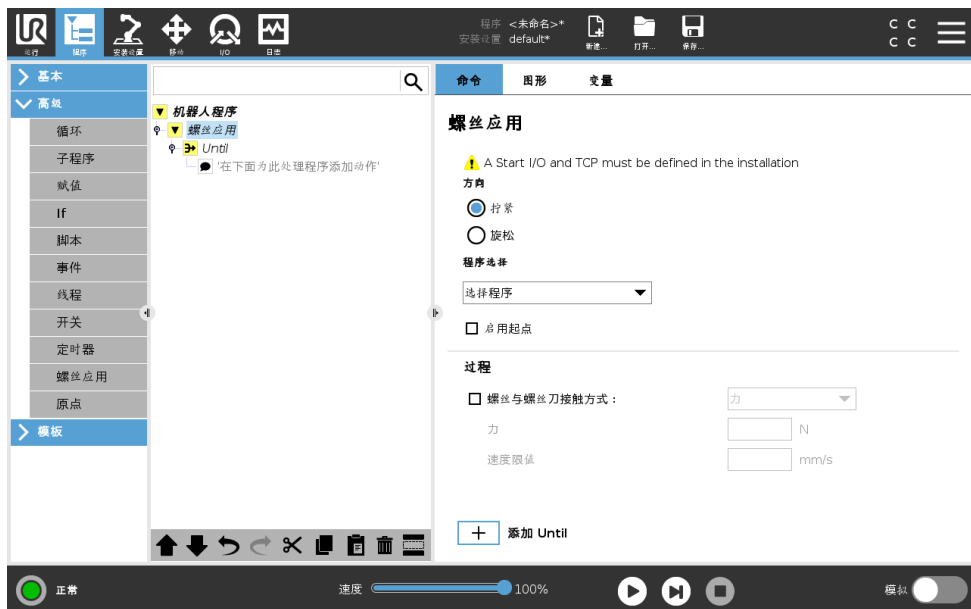 UR
运行
程序
安装设置
移动
I/O
日志
程序 <未命名>*
安装设置 default*
新建...
打开...
保存...
C C
C C
基本
高级
循环
子程序
赋值
If
脚本
事件
线程
开关
定时器
螺丝应用
原点
模板
机器人程序
螺丝应用
Until
'在下面为此处理程序添加动作'
命令 图形 变量
螺丝应用
A Start I/O and TCP must be defined in the installation
方向
拧紧
旋松
程序选择
选择程序
启用起点
过程
螺丝与螺丝刀接触方式： 力
力 N
速度限值 mm/s
添加 Until
正常
速度 100%
模拟